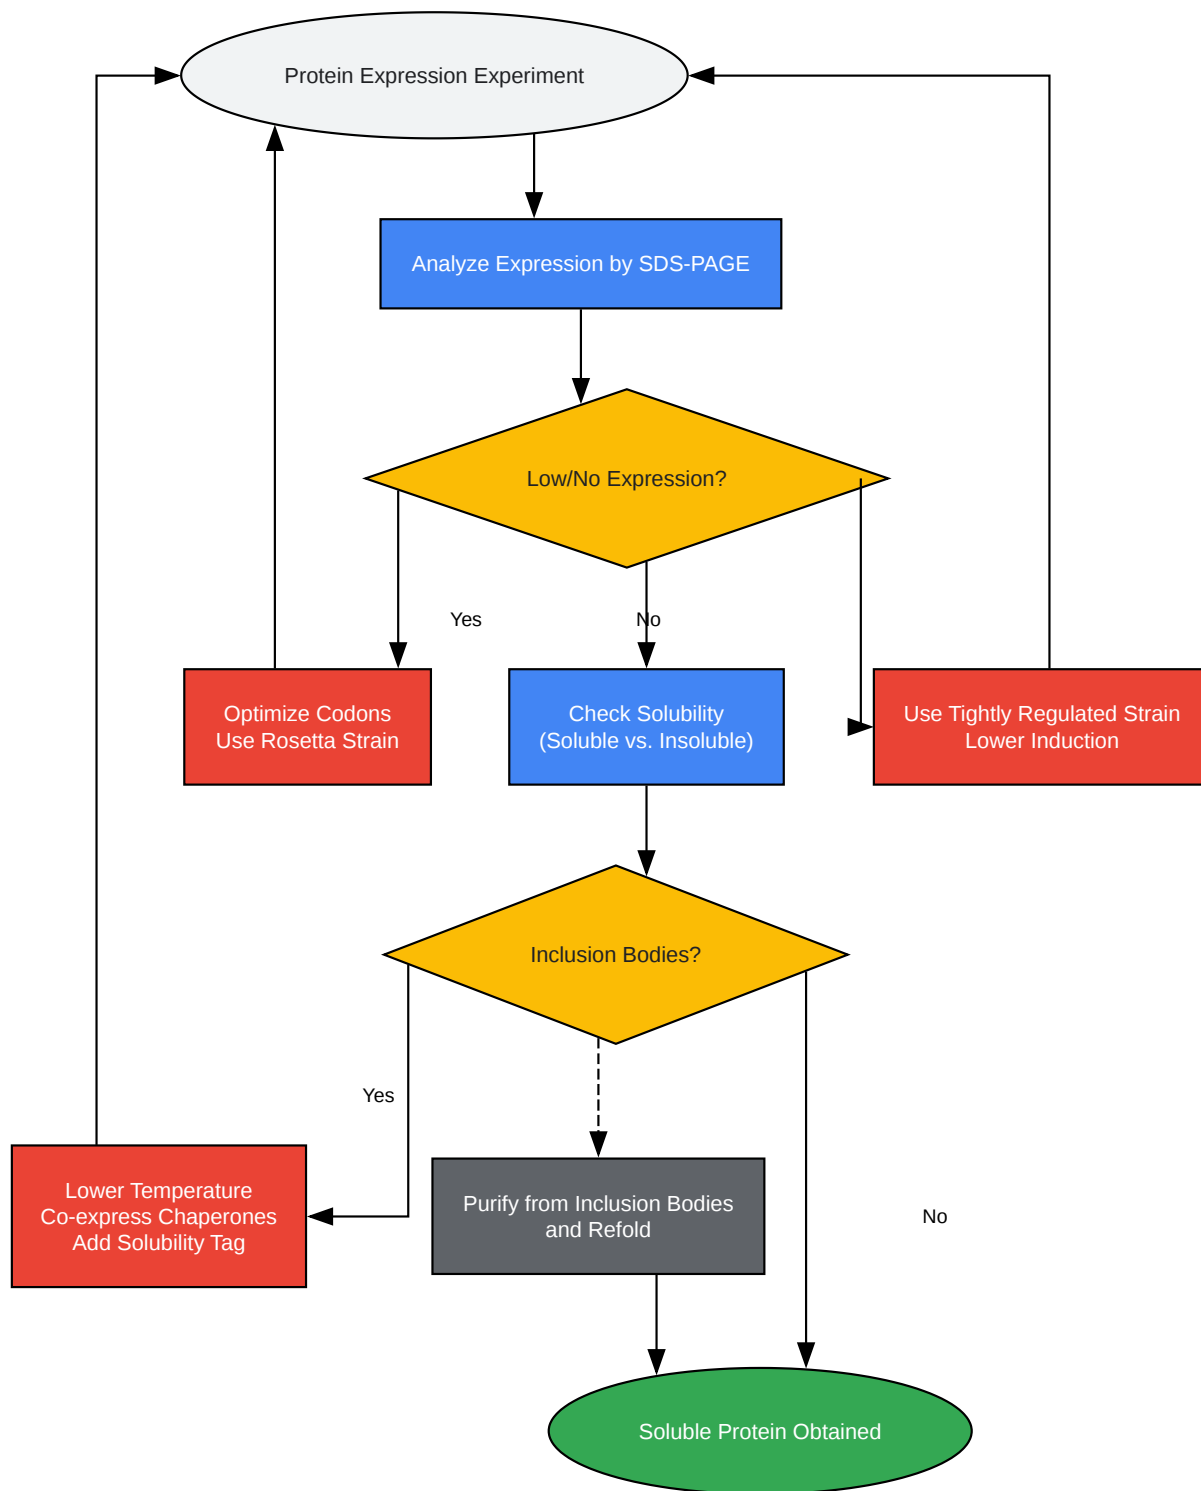 Protein Expression Experiment
Analyze Expression by SDS-PAGE
Low/No Expression?
Yes
No
Optimize Codons
Use Rosetta Strain
Check Solubility
(Soluble vs. Insoluble)
Use Tightly Regulated Strain
Lower Induction
Inclusion Bodies?
Yes
Lower Temperature
Co-express Chaperones
Add Solubility Tag
Purify from Inclusion Bodies
and Refold
No
Soluble Protein Obtained